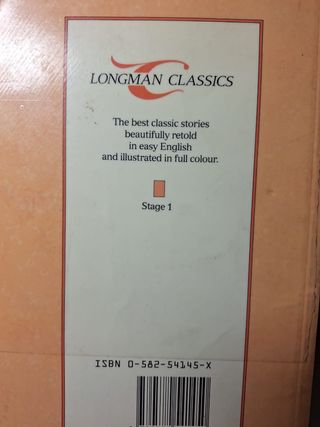 LONGMAN CLASSICS
The best classic stories
beautifully retold
in easy English
and illustrated in full colour.
Stage 1
ISBN 0-582-54145-X